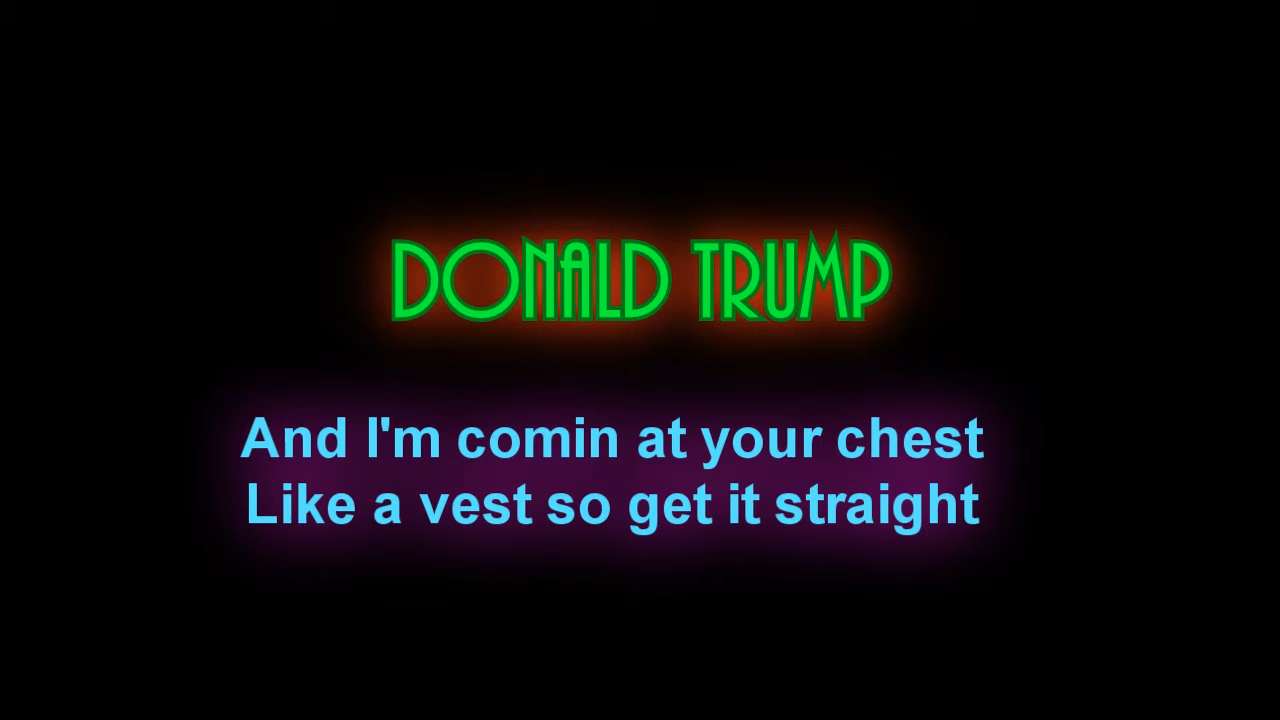 DONALD TRUMP
And I'm comin at your chest
Like a vest so get it straight